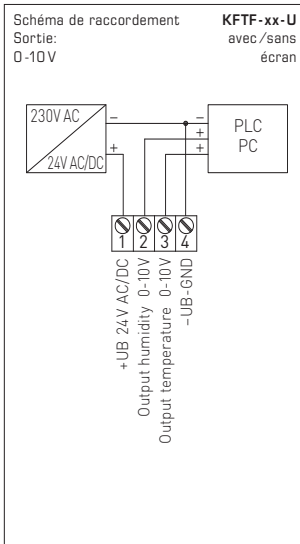 Schéma de raccordement KFTF-xx-U
Sortie: avec/sans
0-10V écran
230V AC
24V AC/DC
–
+
–
+
+
PLC
PC
1 2 3 4
+UB 24V AC/DC
Output humidity 0-10V
Output temperature 0-10V
–UB-GND